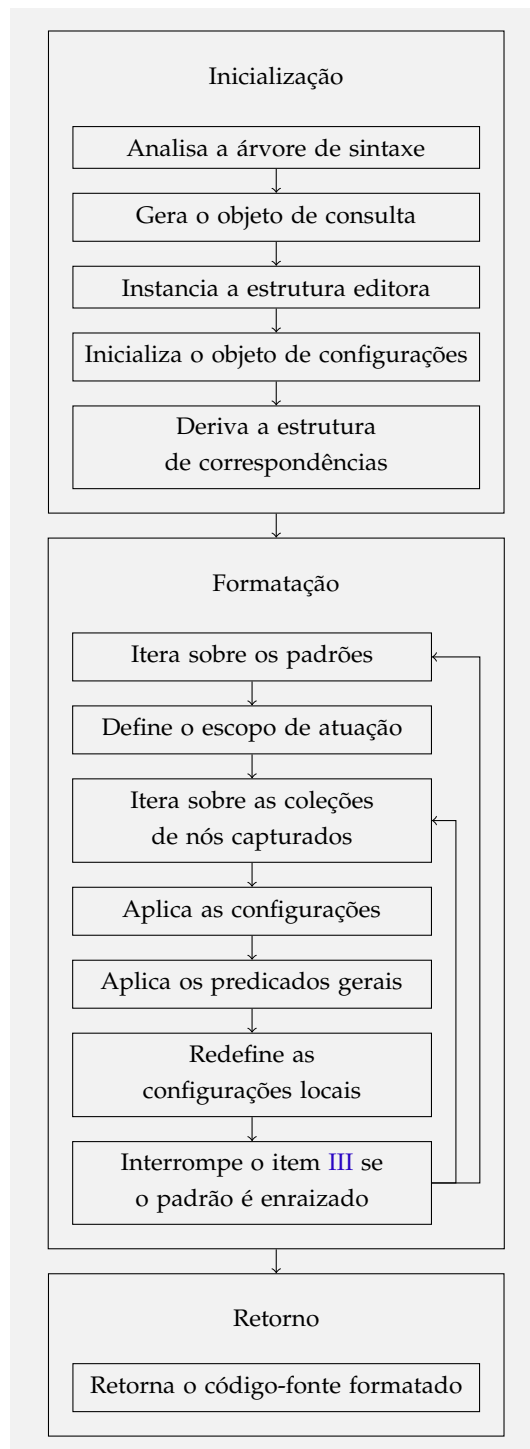 Inicialização
Analisa a árvore de sintaxe
Gera o objeto de consulta
Instancia a estrutura editora
Inicializa o objeto de configurações
Deriva a estrutura
de correspondências
Formatação
Itera sobre os padrões
Define o escopo de atuação
Itera sobre as coleções
de nós capturados
Aplica as configurações
Aplica os predicados gerais
Redefine as
configurações locais
Interrompe o item III se
o padrão é enraizado
Retorno
Retorna o código-fonte formatado